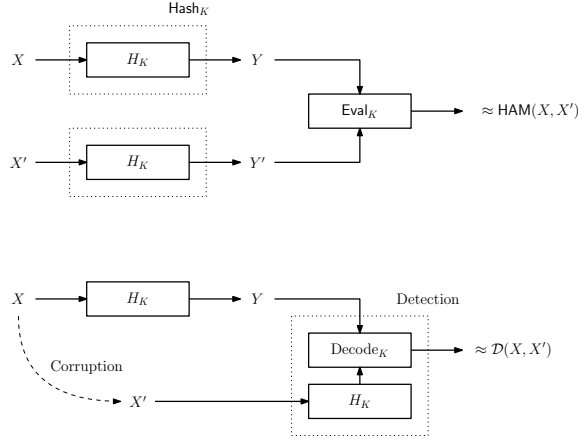 Hash_K
X H_K Y
Eval_K ≈ HAM(X, X′)
X′ H_K Y′
X H_K Y Detection
Decode_K ≈ 𝒟(X, X′)
Corruption
X′ H_K